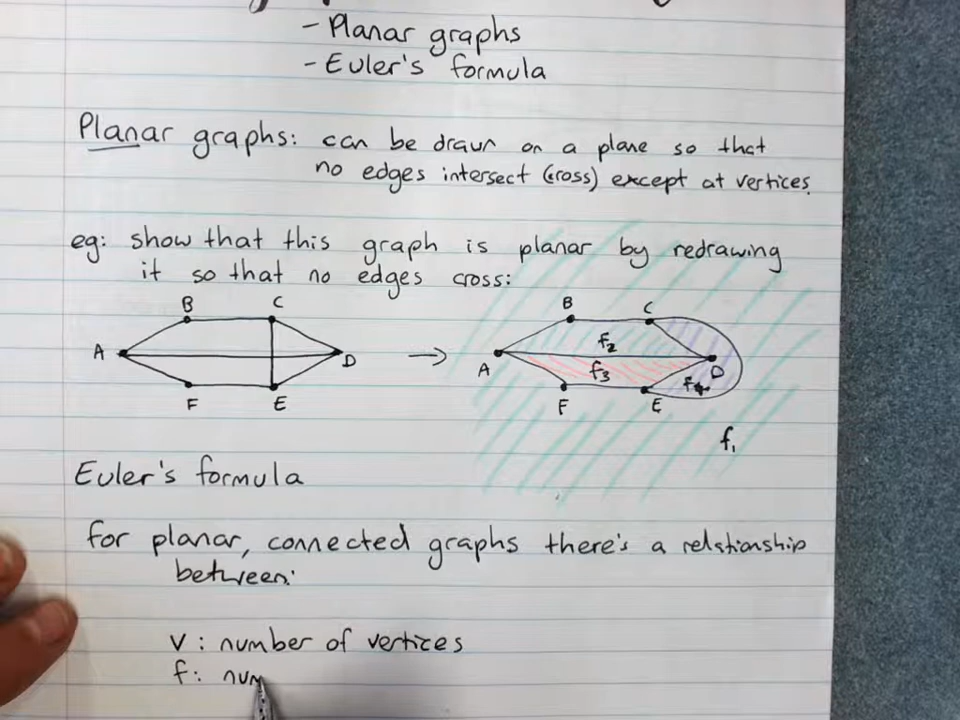 - Planar graphs
- Euler's formula
Planar graphs: can be drawn on a plane so that
no edges intersect (cross) except at vertices.
eg: show that this graph is planar by redrawing
it so that no edges cross:
B C
A D
F E
B C
f2
A D
f3
f4
F E
f1
Euler's formula
for planar, connected graphs there's a relationship
between:
v : number of vertices
f : num